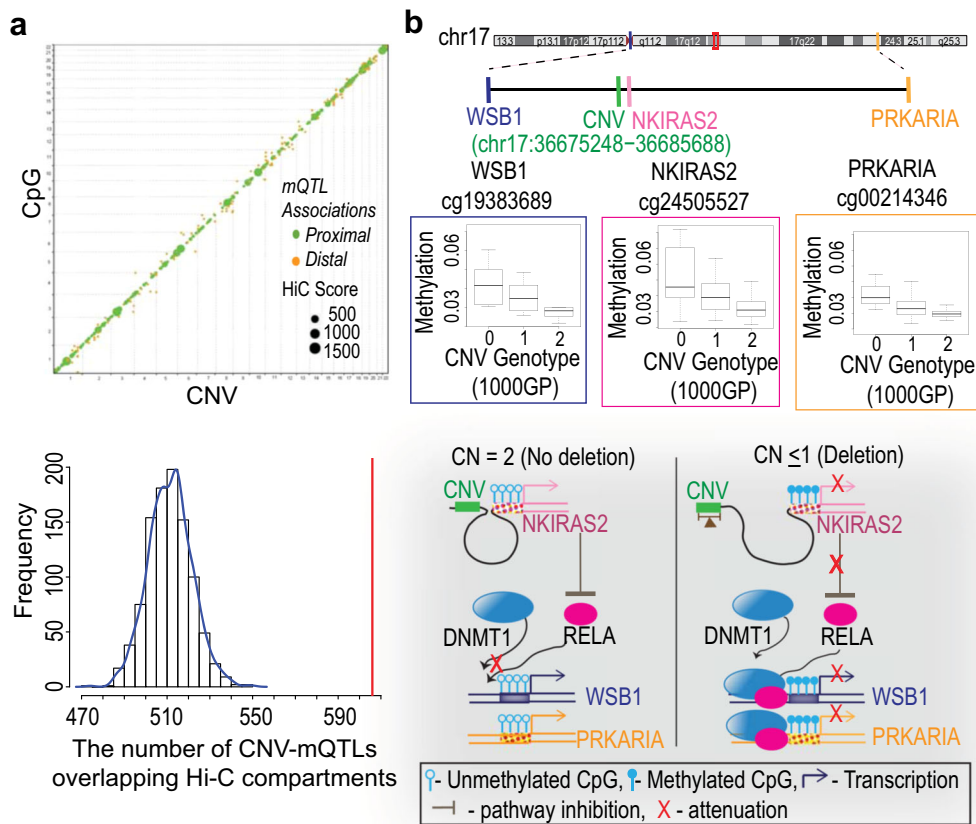 a
CpG
mQTL
Associations
Proximal
Distal
HiC Score
500
1000
1500
CNV
Frequency
0 50 100 200
470 510 550 590
The number of CNV-mQTLs
overlapping Hi-C compartments
b
chr17
13.3 p13.1 17p12 17p11.2 q11.2 17q12 17q22 24.3 25.1 q25.3
WSB1 CNV NKIRAS2 PRKARIA
(chr17:36675248−36685688)
WSB1 NKIRAS2 PRKARIA
cg19383689 cg24505527 cg00214346
Methylation
0.03 0.06
0 1 2
CNV Genotype
(1000GP)
Methylation
0.03 0.06
0 1 2
CNV Genotype
(1000GP)
Methylation
0.03 0.06
0 1 2
CNV Genotype
(1000GP)
CN = 2 (No deletion)
CNV
NKIRAS2
DNMT1
RELA
X
WSB1
PRKARIA
CN ≤1 (Deletion)
CNV
X
NKIRAS2
X
DNMT1
RELA
X
WSB1
X
PRKARIA
- Unmethylated CpG, - Methylated CpG, - Transcription
- pathway inhibition, X - attenuation